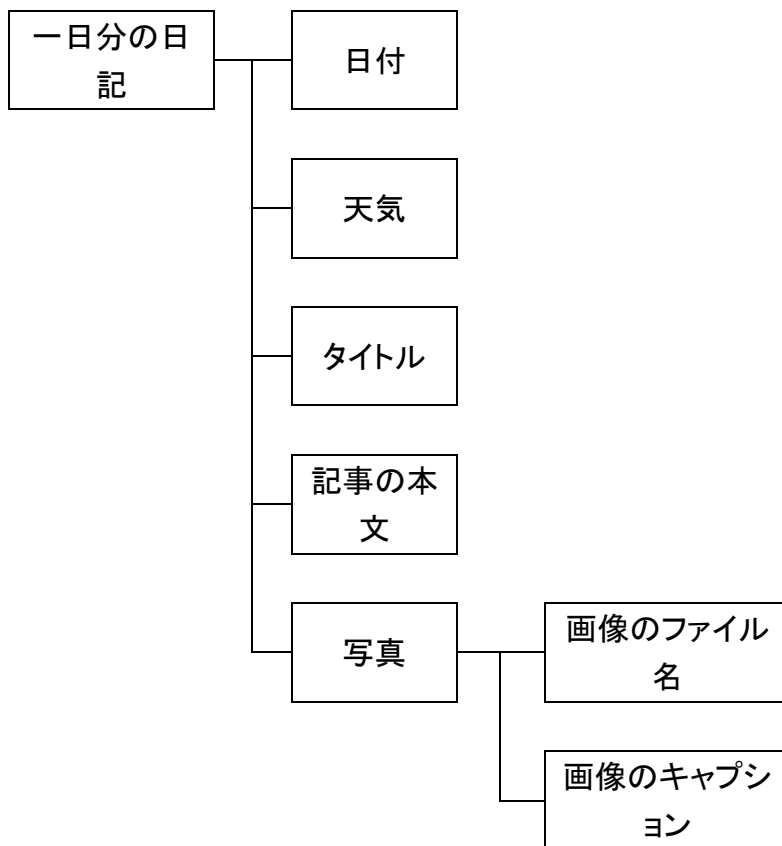 一日分の日
記
日付
天気
タイトル
記事の本
文
写真
画像のファイル
名
画像のキャプシ
ョン